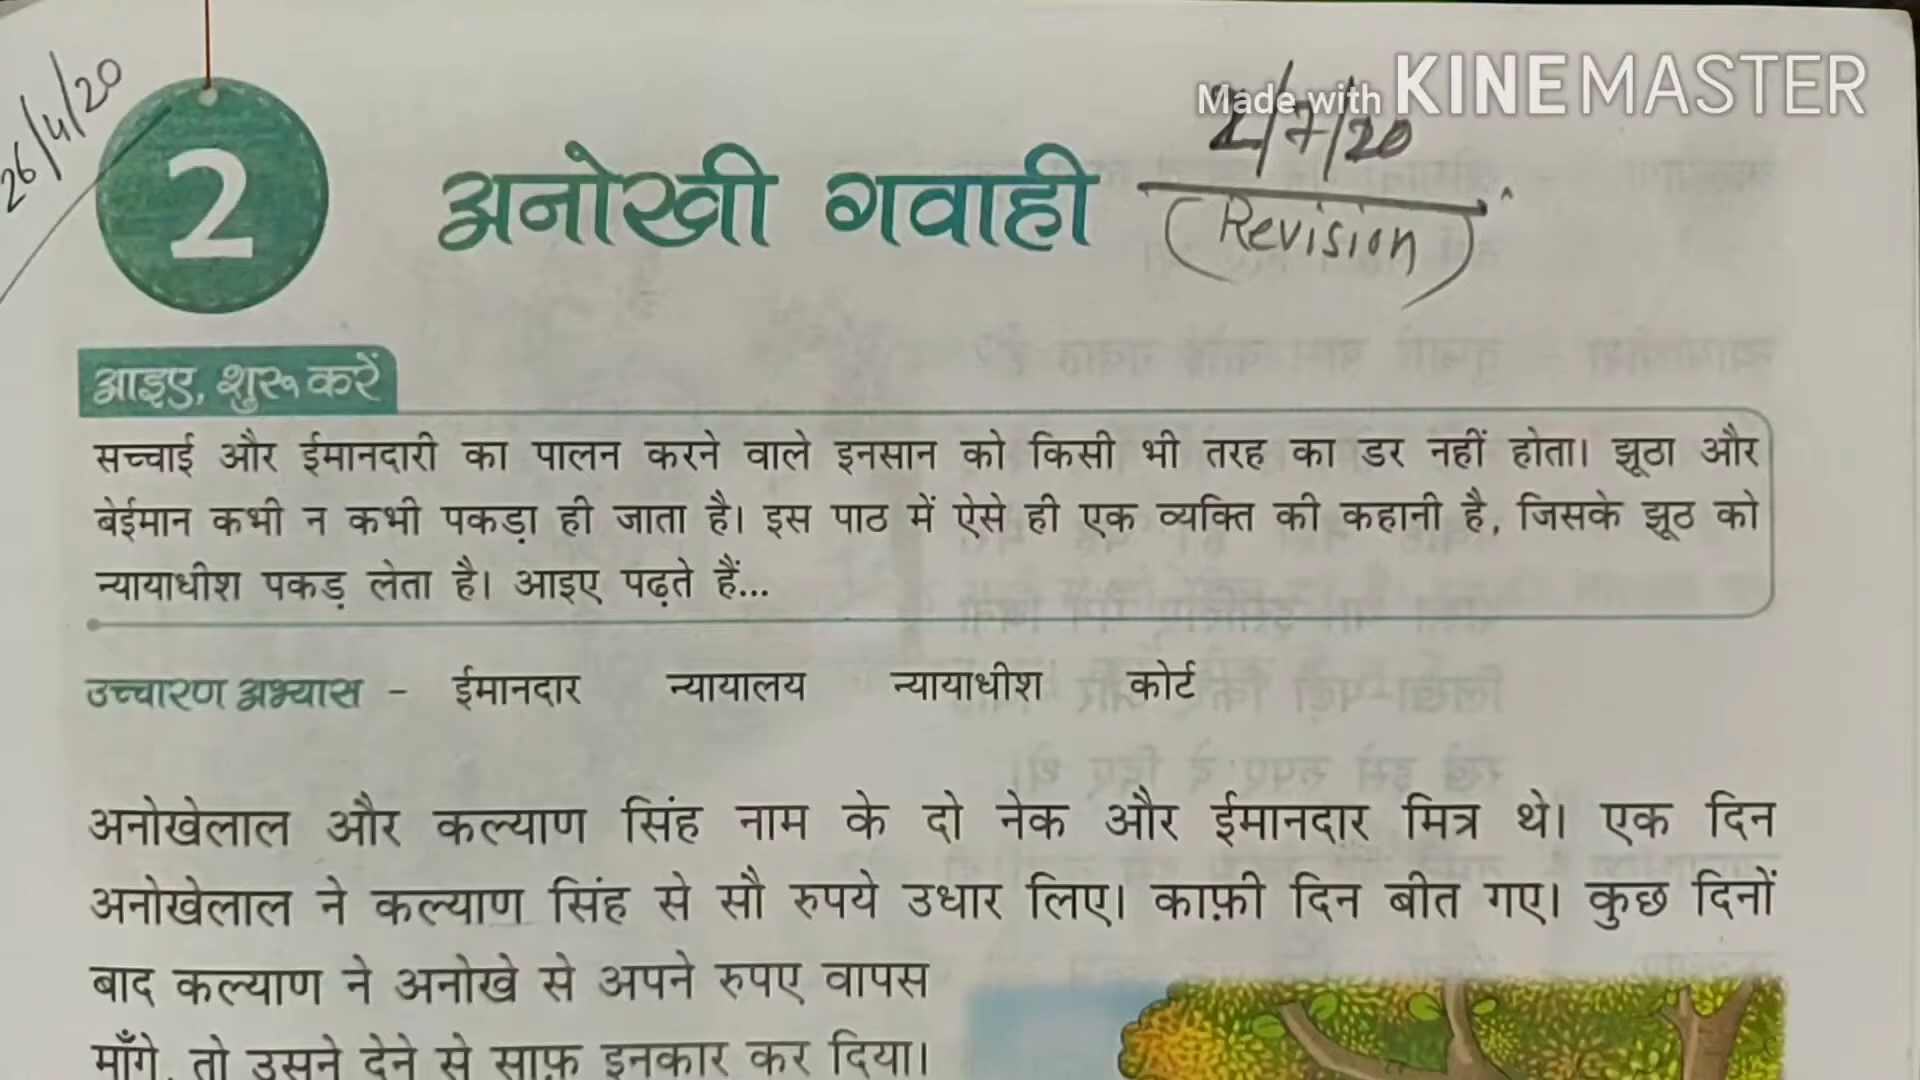 26/4/20
Made with KINEMASTER
2/7/20
2
अनोखी गवाही
(Revision)
आइए, शुरू करें
सच्चाई और ईमानदारी का पालन करने वाले इनसान को किसी भी तरह का डर नहीं होता। झूठा और
बेईमान कभी न कभी पकड़ा ही जाता है। इस पाठ में ऐसे ही एक व्यक्ति की कहानी है, जिसके झूठ को
न्यायाधीश पकड़ लेता है। आइए पढ़ते हैं...
उच्चारण अभ्यास – ईमानदार न्यायालय न्यायाधीश कोर्ट
अनोखेलाल और कल्याण सिंह नाम के दो नेक और ईमानदार मित्र थे। एक दिन
अनोखेलाल ने कल्याण सिंह से सौ रुपये उधार लिए। काफ़ी दिन बीत गए। कुछ दिनों
बाद कल्याण ने अनोखे से अपने रुपए वापस
माँगे, तो उसने देने से साफ़ इनकार कर दिया।